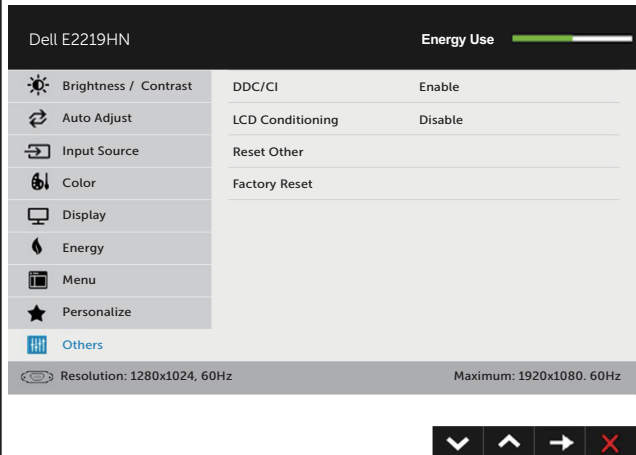 Dell E2219HN
Energy Use
Brightness / Contrast
DDC/CI Enable
Auto Adjust
LCD Conditioning Disable
Input Source
Reset Other
Color
Factory Reset
Display
Energy
Menu
Personalize
Others
Resolution: 1280x1024, 60Hz
Maximum: 1920x1080. 60Hz